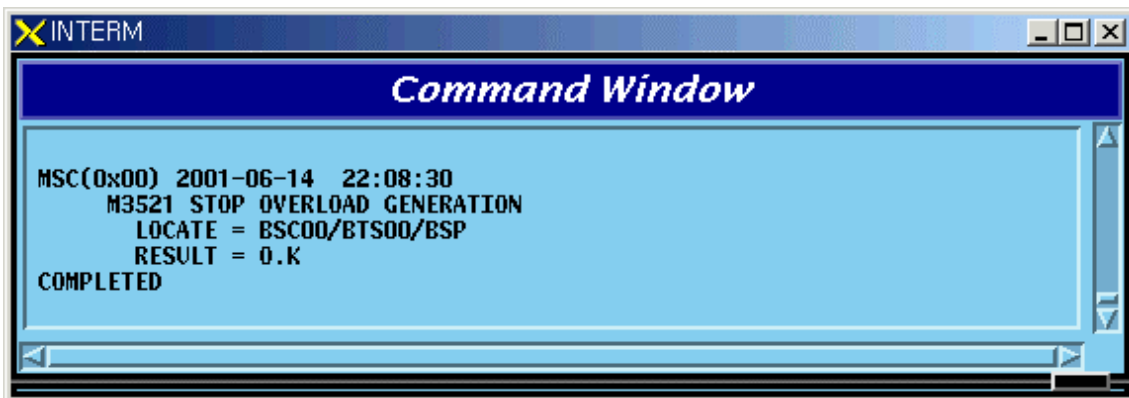 INTERM
Command Window
MSC(0x00) 2001-06-14  22:08:30
M3521 STOP OVERLOAD GENERATION
LOCATE = BSC00/BTS00/BSP
RESULT = O.K
COMPLETED